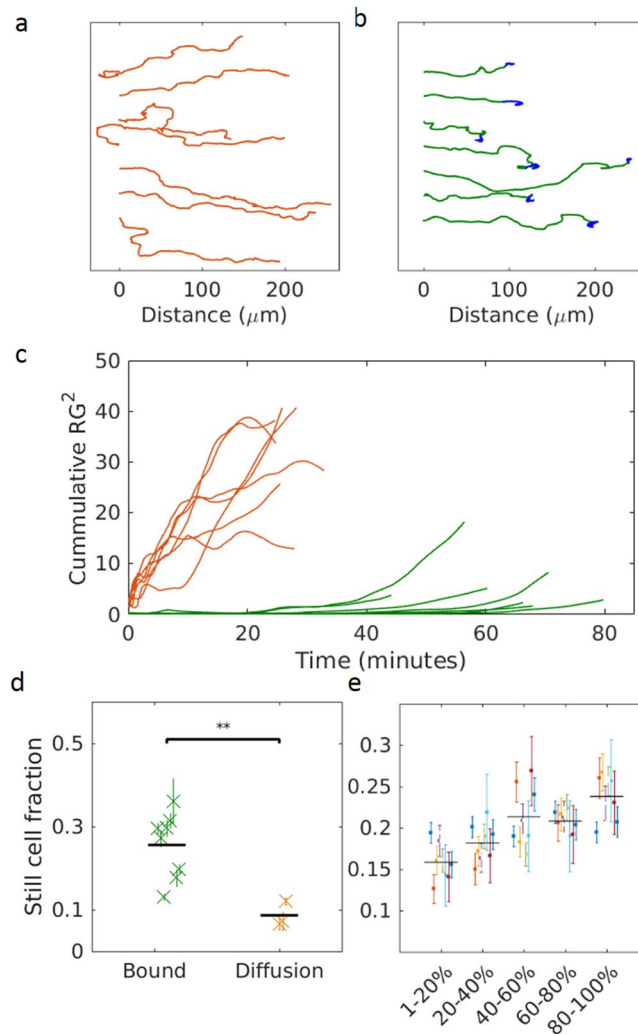 a
b
0 100 200
0 100 200
Distance (μm)
Distance (μm)
c
50
40
30
20
10
0
Cummulative RG²
0 20 40 60 80
Time (minutes)
d
e
**
0.5
0.3
0.1
0
Still cell fraction
Bound Diffusion
0.3
0.25
0.2
0.15
0.1
1-20%
20-40%
40-60%
60-80%
80-100%